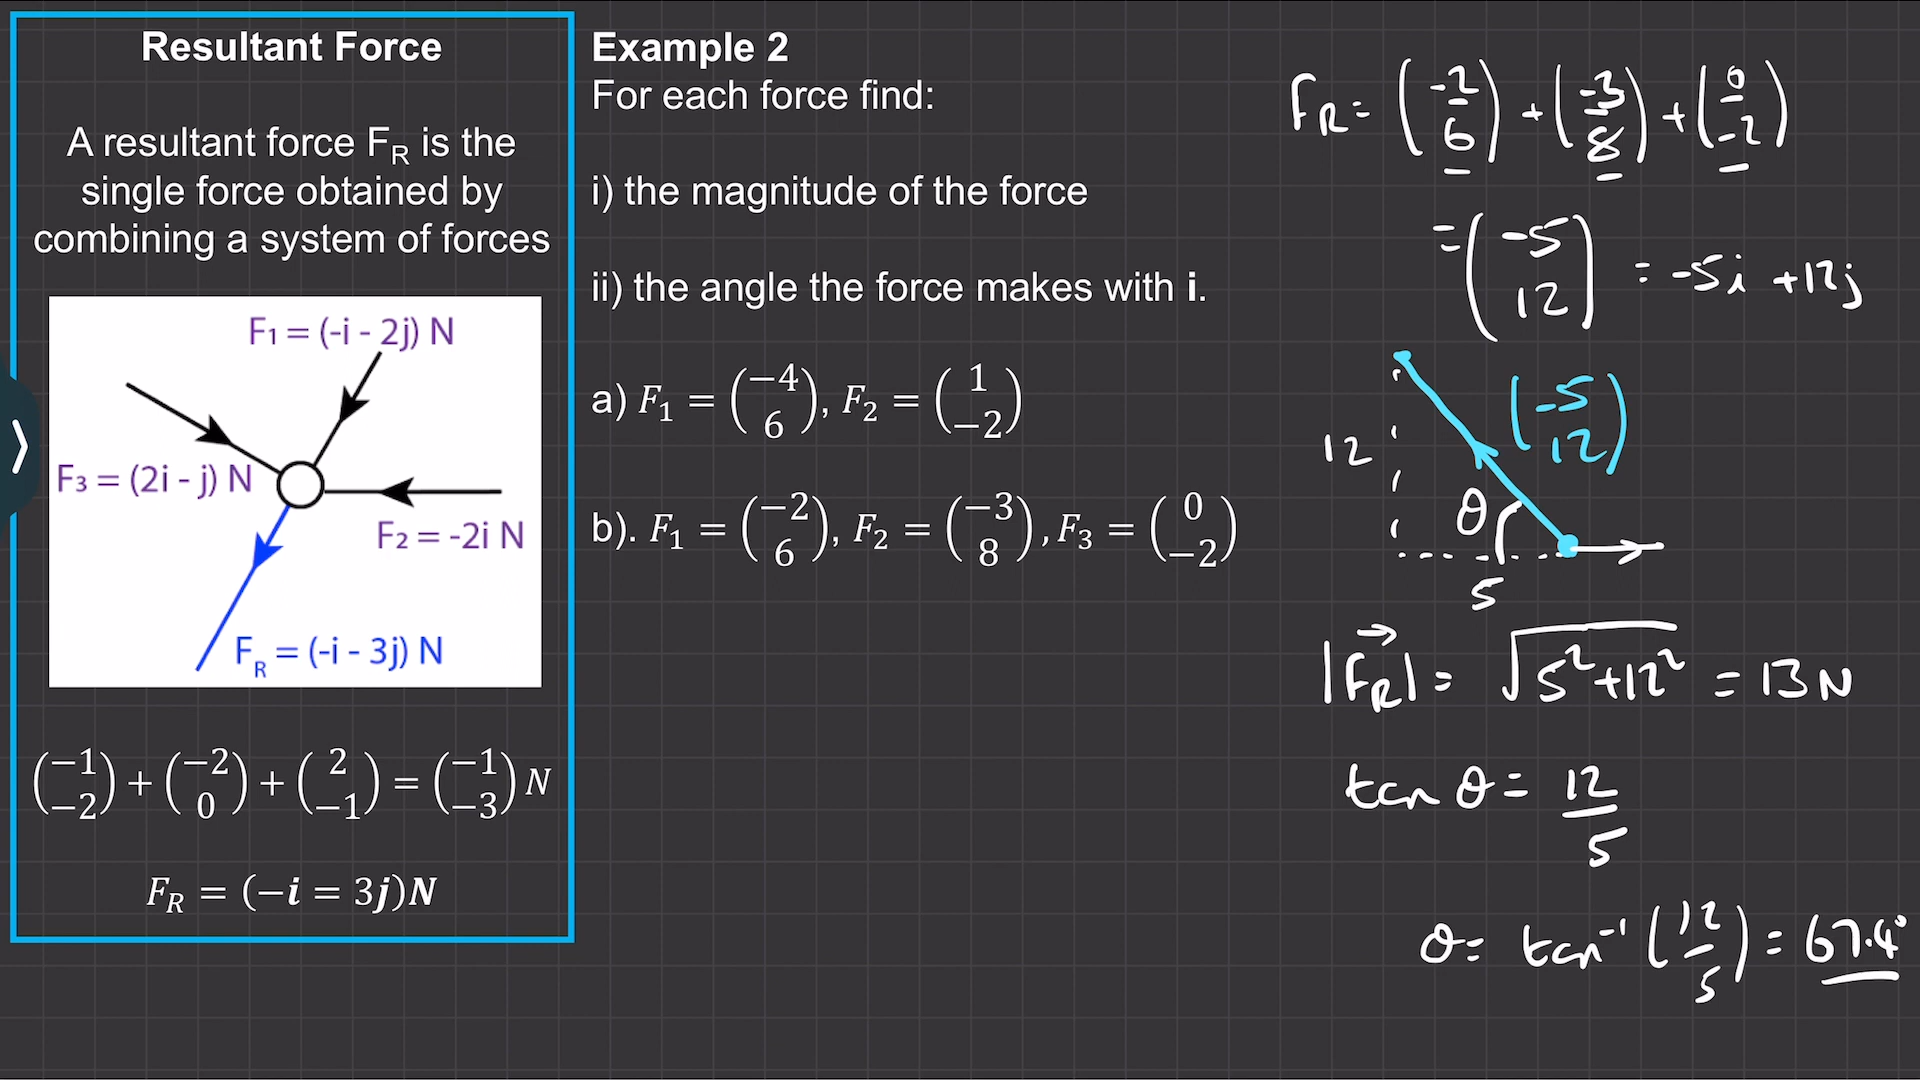 Resultant Force
A resultant force F_R is the
single force obtained by
combining a system of forces
F₁ = (-i - 2j) N
F₃ = (2i - j) N
F₂ = -2i N
F_R = (-i - 3j) N
(−1 −2) + (−2 0) + (2 −1) = (−1 −3) N
F_R = (−i = 3j)N
Example 2
For each force find:
i) the magnitude of the force
ii) the angle the force makes with i.
a) F₁ = (−4 6), F₂ = (1 −2)
b). F₁ = (−2 6), F₂ = (−3 8), F₃ = (0 −2)
F_R = (-2 6) + (-3 8) + (0 -2)
= (-5 12) = -5i + 12j
(-5 12)
12
θ
5
|F_R| = √5² + 12² = 13 N
tan θ = 12/5
θ = tan⁻¹ (12/5) = 67.4°